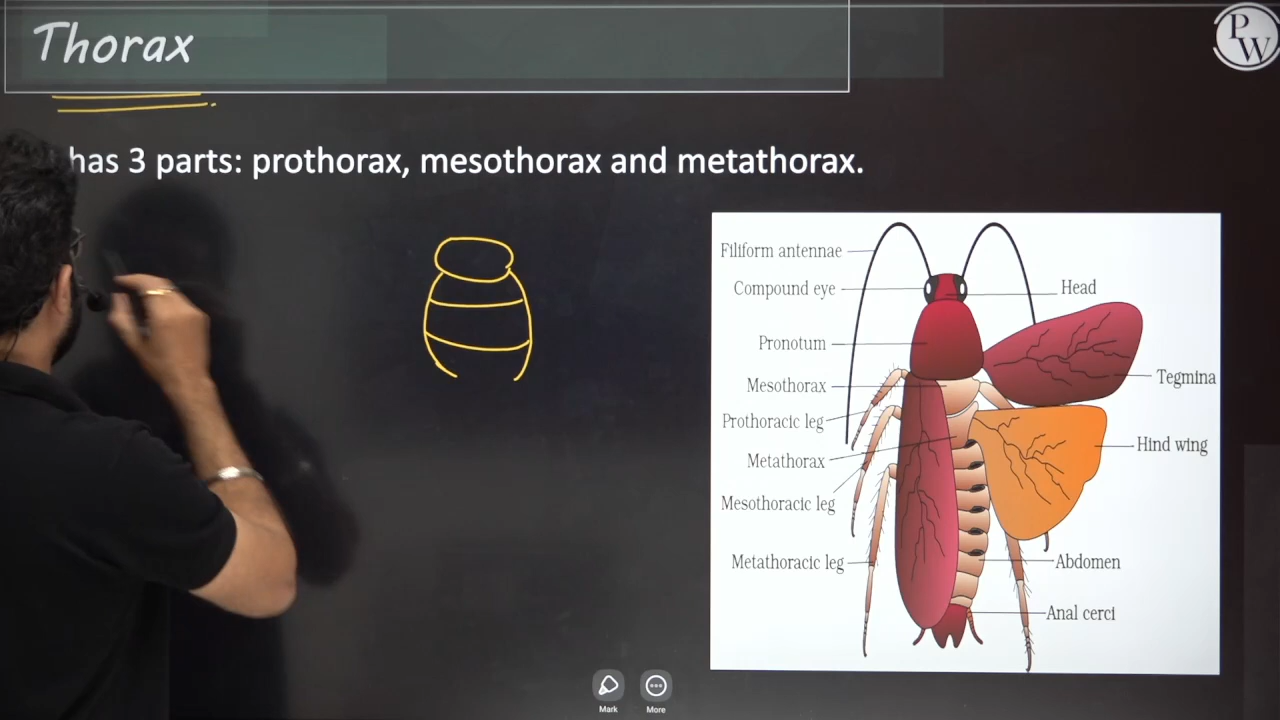 Thorax
has 3 parts: prothorax, mesothorax and metathorax.
PW
Filiform antennae
Compound eye
Head
Pronotum
Mesothorax
Tegmina
Prothoracic leg
Hind wing
Metathorax
Mesothoracic leg
Metathoracic leg
Abdomen
Anal cerci
Mark
More